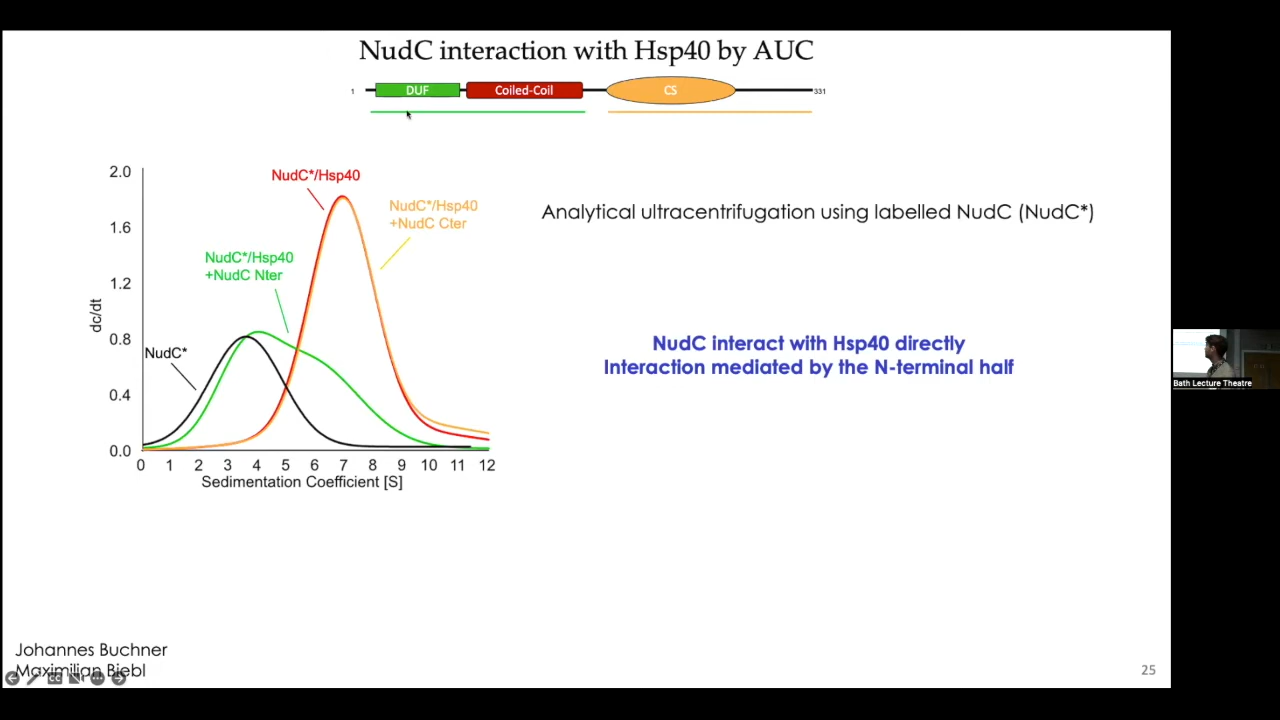 NudC interaction with Hsp40 by AUC
1 DUF Coiled-Coil CS 331
NudC*/Hsp40
NudC*/Hsp40
+NudC Cter
NudC*/Hsp40
+NudC Nter
NudC*
2.0
1.6
1.2
0.8
0.4
0.0
dc/dt
0 1 2 3 4 5 6 7 8 9 10 11 12
Sedimentation Coefficient [S]
Analytical ultracentrifugation using labelled NudC (NudC*)
NudC interact with Hsp40 directly
Interaction mediated by the N-terminal half
Bath Lecture Theatre
Johannes Buchner
Maximilian Biebl
25